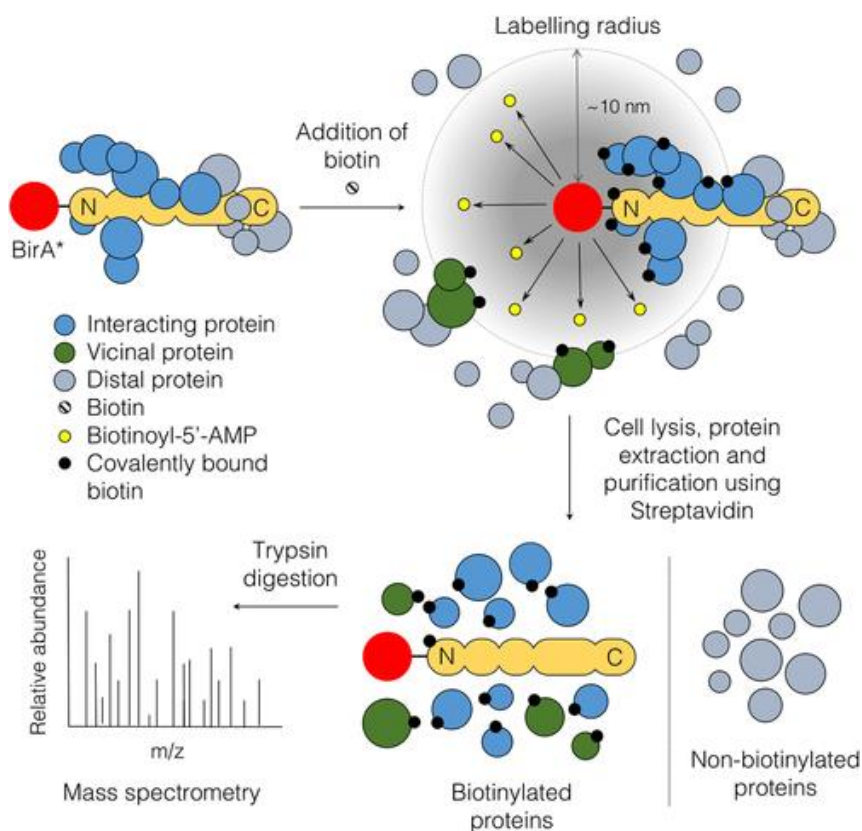 Labelling radius
~10 nm
Addition of
biotin
N
C
BirA*
N
C
Interacting protein
Vicinal protein
Distal protein
Biotin
Biotinoyl-5'-AMP
Covalently bound
biotin
Cell lysis, protein
extraction and
purification using
Streptavidin
Trypsin
digestion
Relative abundance
m/z
Mass spectrometry
N
C
Biotinylated
proteins
Non-biotinylated
proteins